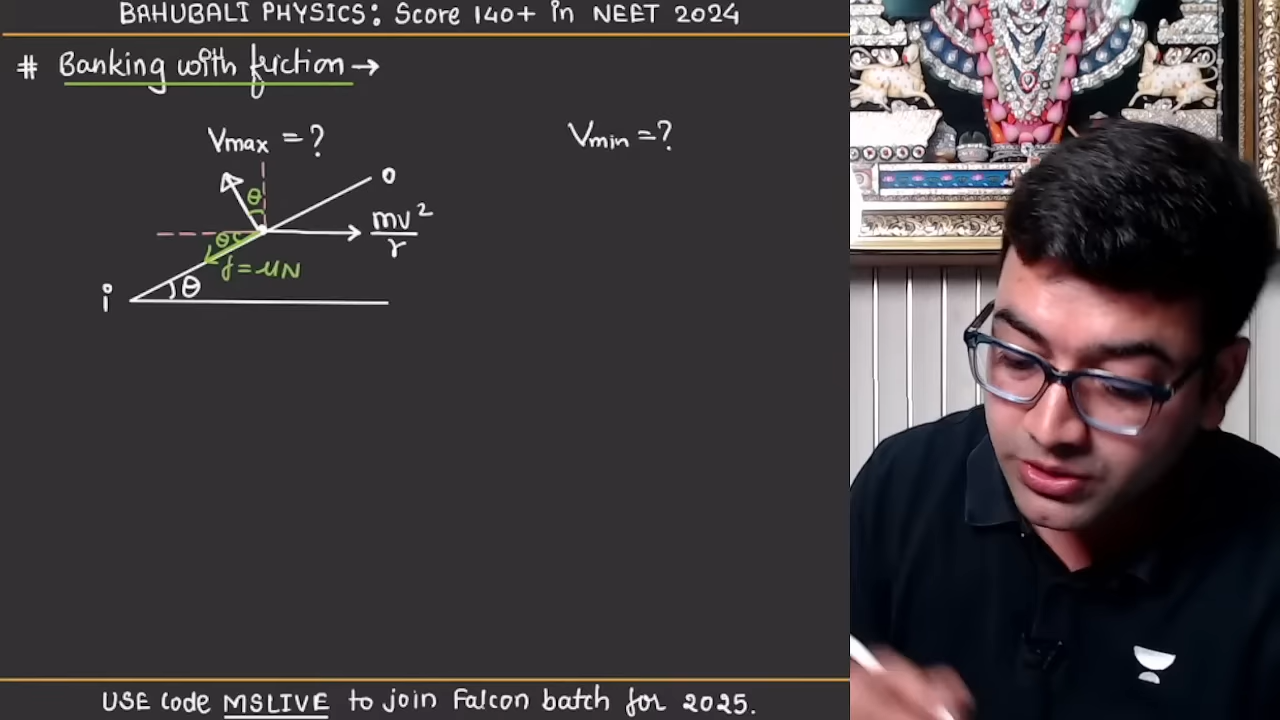 BAHUBALI PHYSICS: Score 140+ in NEET 2024
# Banking with friction →
Vmax = ?
Vmin = ?
θ
o
mv²/r
θ
f = μN
θ
i
USE Code MSLIVE to join Falcon batch for 2025.